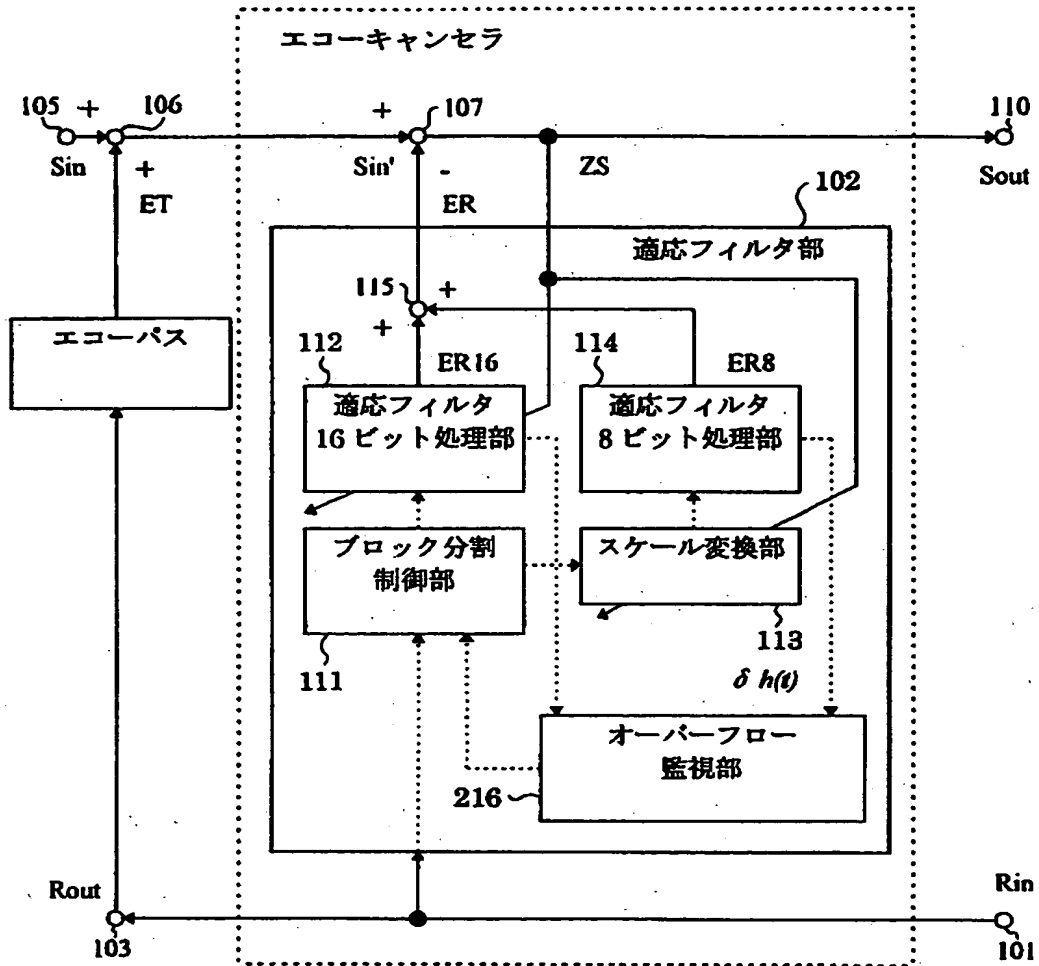 エコーキャンセラ
105 + 106
+ 107
110
Sin
+
ET
Sin'
-
ER
ZS
Sout
102
適応フィルタ部
115
+
+
エコーパス
112
ER16
114
ER8
適応フィルタ
16ビット処理部
適応フィルタ
8ビット処理部
ブロック分割
制御部
スケール変換部
111
113
δ h(t)
オーバーフロー
監視部
216
Rout
Rin
103
101